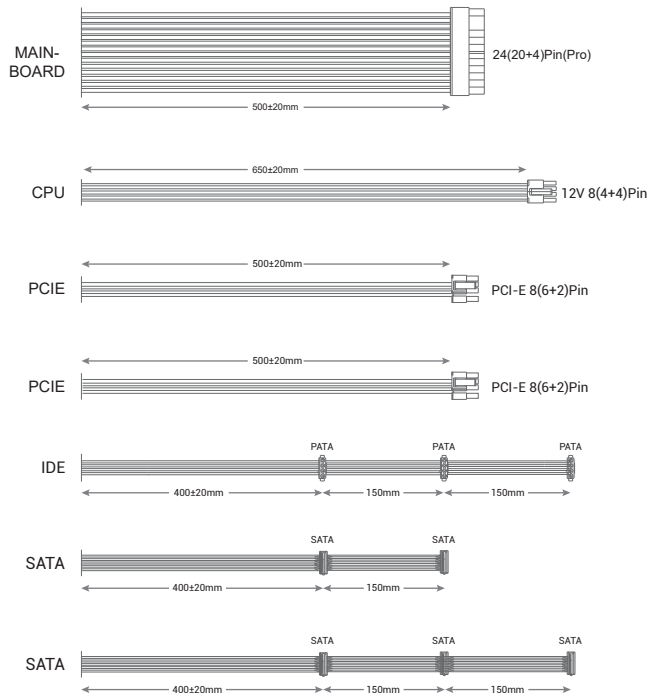 MAIN-
BOARD
24(20+4)Pin(Pro)
500±20mm
650±20mm
CPU
12V 8(4+4)Pin
500±20mm
PCIE
PCI-E 8(6+2)Pin
500±20mm
PCIE
PCI-E 8(6+2)Pin
PATA PATA PATA
IDE
400±20mm 150mm 150mm
SATA SATA
SATA
400±20mm 150mm
SATA SATA SATA
SATA
400±20mm 150mm 150mm